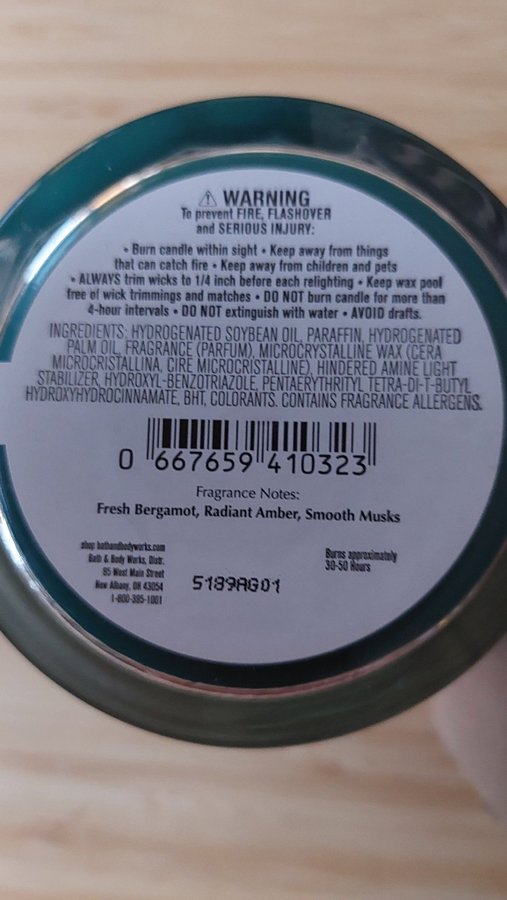 ⚠ WARNING
To prevent FIRE, FLASHOVER
and SERIOUS INJURY:
• Burn candle within sight • Keep away from things
that can catch fire • Keep away from children and pets
• ALWAYS trim wicks to 1/4 inch before each relighting • Keep wax pool
free of wick trimmings and matches • DO NOT burn candle for more than
4-hour intervals • DO NOT extinguish with water • AVOID drafts.
INGREDIENTS: HYDROGENATED SOYBEAN OIL, PARAFFIN, HYDROGENATED
PALM OIL, FRAGRANCE (PARFUM), MICROCRYSTALLINE WAX (CERA
MICROCRISTALLINA, CIRE MICROCRISTALLINE), HINDERED AMINE LIGHT
STABILIZER, HYDROXYL-BENZOTRIAZOLE, PENTAERYTHRITYL TETRA-DI-T-BUTYL
HYDROXYHYDROCINNAMATE, BHT, COLORANTS. CONTAINS FRAGRANCE ALLERGENS.
0 667659 410323
Fragrance Notes:
Fresh Bergamot, Radiant Amber, Smooth Musks
shop bathandbodyworks.com
Bath & Body Works, Distr.
95 West Main Street
New Albany, OH 43054
1-800-395-1001
5189AG01
Burns approximately
30-50 Hours